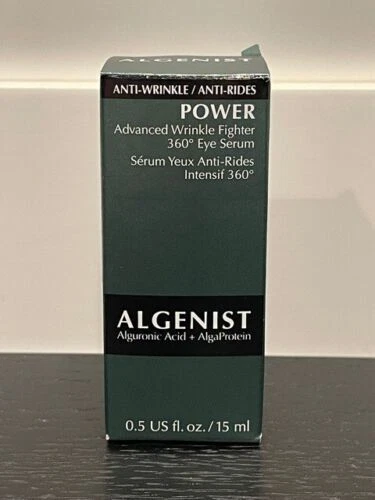 ANTI-WRINKLE / ANTI-RIDES
POWER
Advanced Wrinkle Fighter
360° Eye Serum
Sérum Yeux Anti-Rides
Intensif 360°
ALGENIST
Alguronic Acid + AlgaProtein
0.5 US fl. oz. / 15 ml